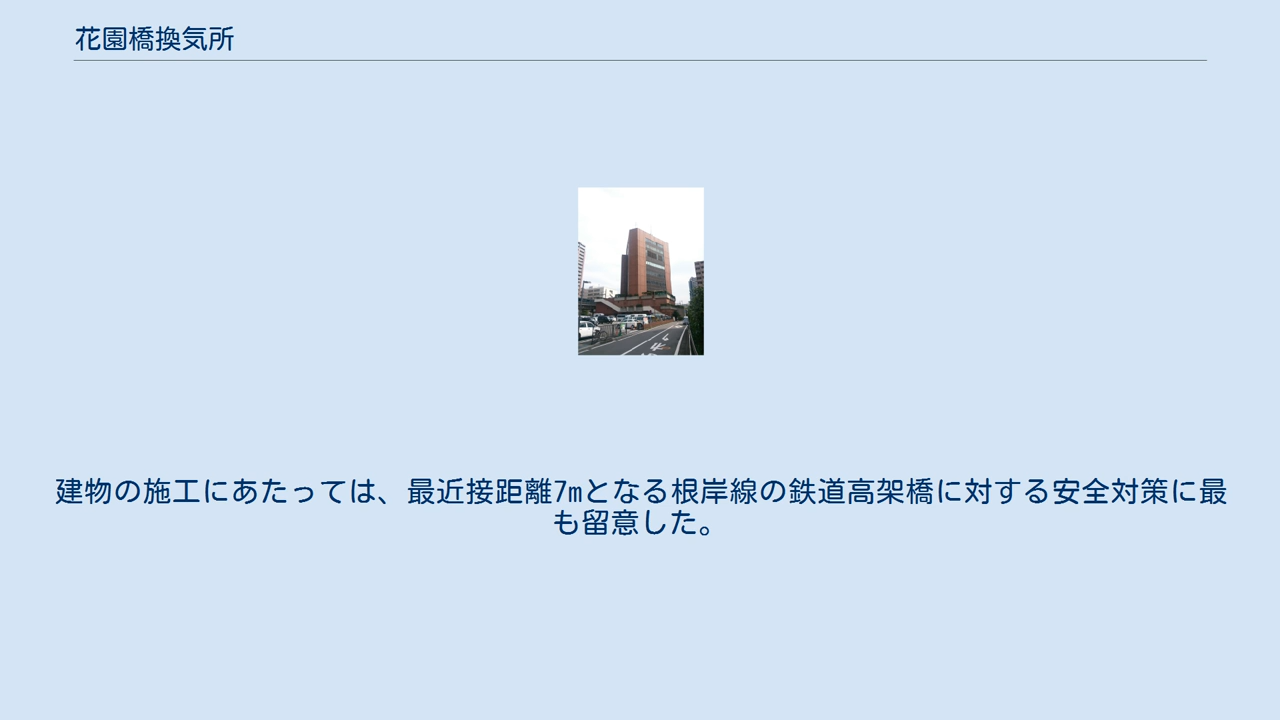 花園橋換気所
建物の施工にあたっては、最近接距離7mとなる根岸線の鉄道高架橋に対する安全対策に最
も留意した。